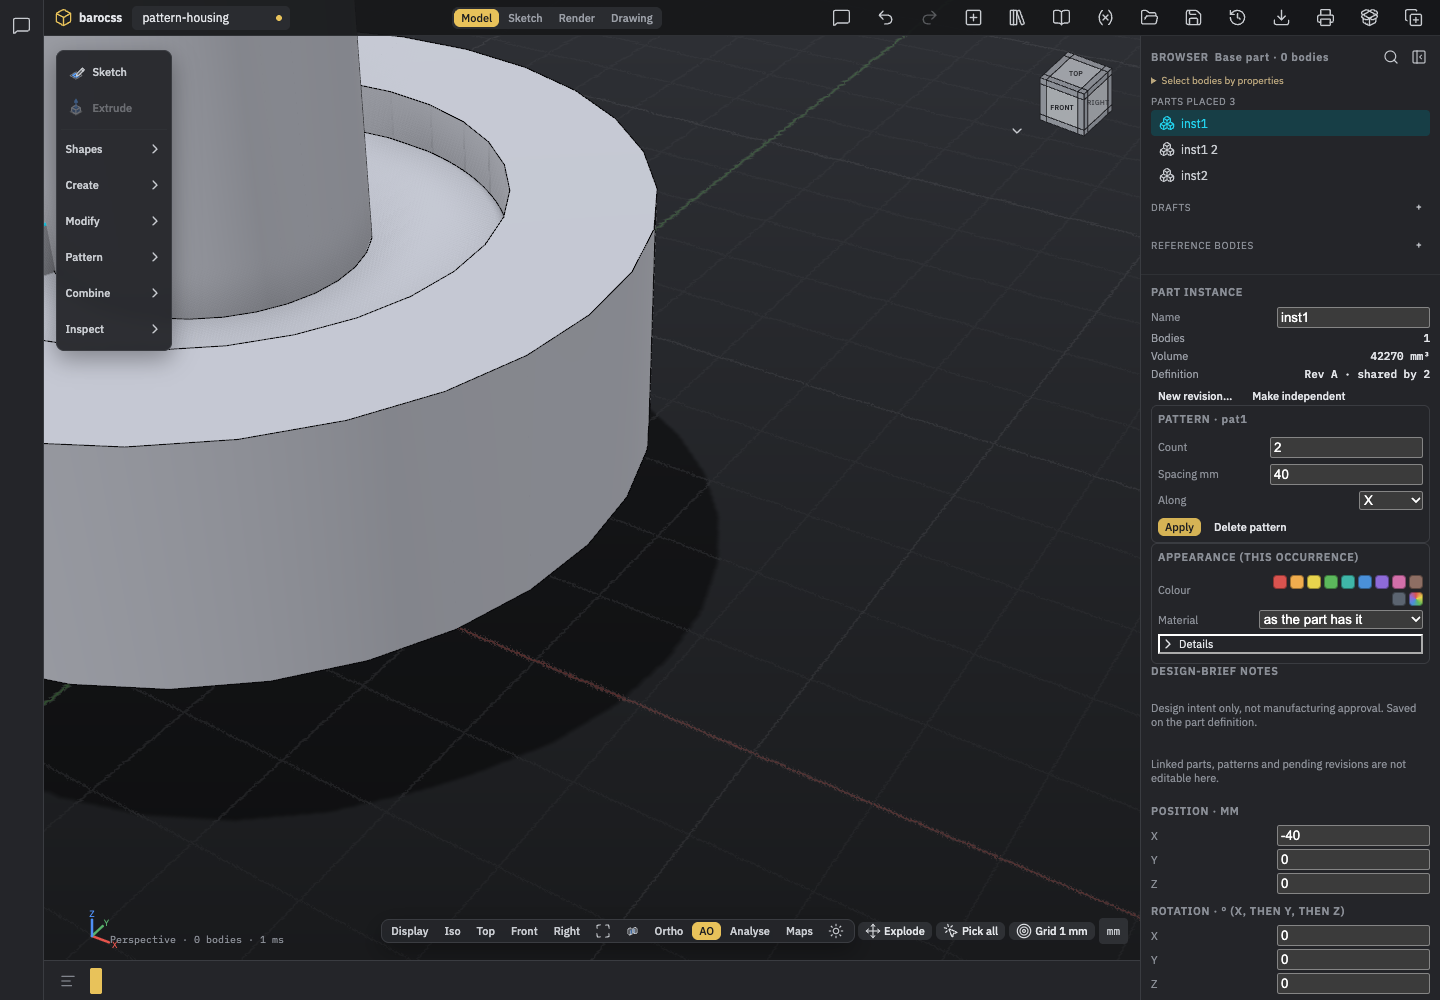 barocss
pattern-housing
Model
Sketch
Render
Drawing
Sketch
Extrude
Shapes
Create
Modify
Pattern
Combine
Inspect
TOP
FRONT
RIGHT
BROWSER Base part · 0 bodies
Select bodies by properties
PARTS PLACED 3
inst1
inst1 2
inst2
DRAFTS +
REFERENCE BODIES +
PART INSTANCE
Name inst1
Bodies 1
Volume 42270 mm³
Definition Rev A · shared by 2
New revision... Make independent
PATTERN · pat1
Count 2
Spacing mm 40
Along X
Apply Delete pattern
APPEARANCE (THIS OCCURRENCE)
Colour
Material as the part has it
Details
DESIGN-BRIEF NOTES
Design intent only, not manufacturing approval. Saved
on the part definition.
Linked parts, patterns and pending revisions are not
editable here.
POSITION · MM
X -40
Y 0
Z 0
ROTATION · ° (X, THEN Y, THEN Z)
X 0
Y 0
Z 0
Z
Y
X
Perspective · 0 bodies · 1 ms
Display Iso Top Front Right Ortho AO Analyse Maps Explode Pick all Grid 1 mm mm